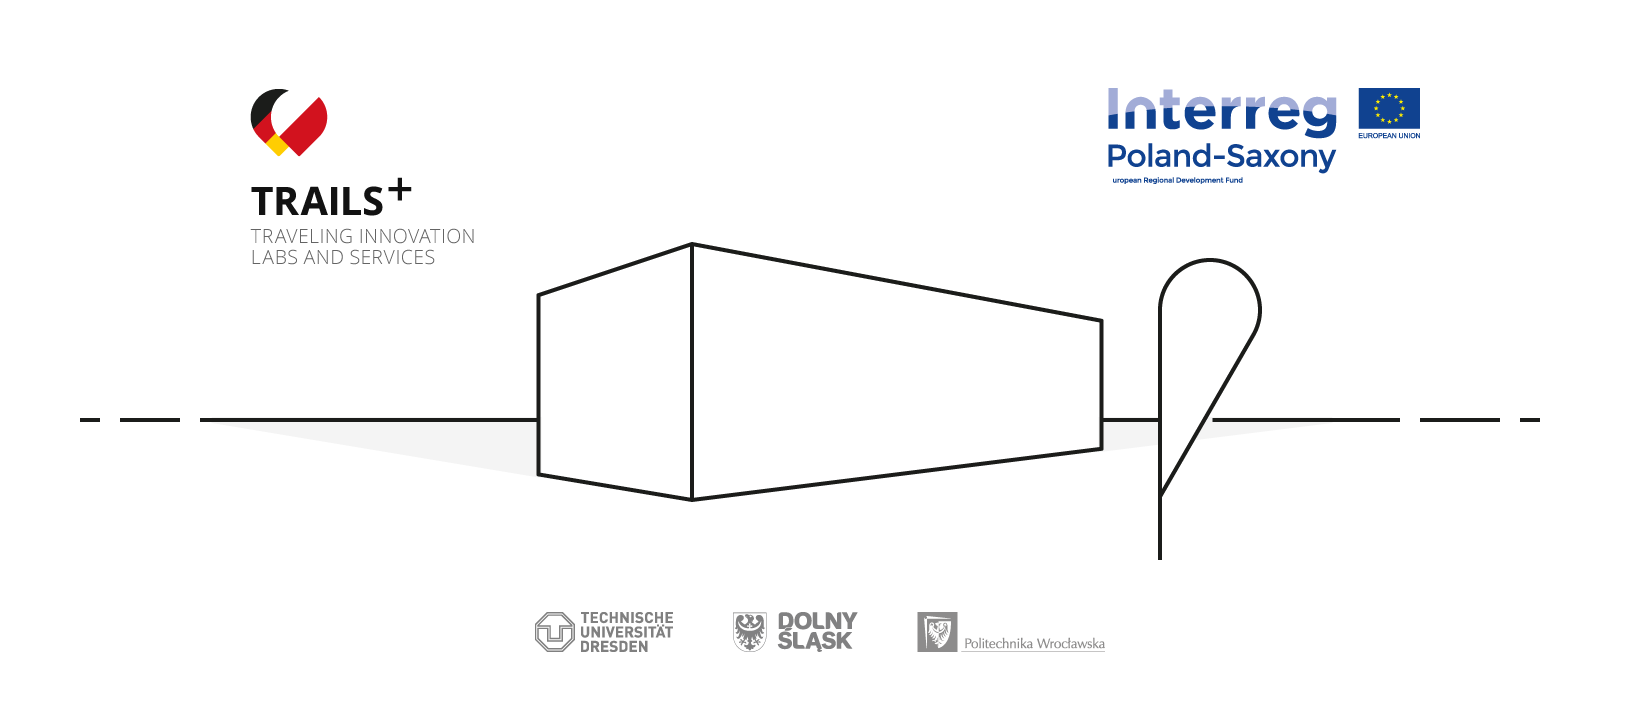 TRAILS+
TRAVELING INNOVATION
LABS AND SERVICES
Interreg
Poland-Saxony
uropean Regional Development Fund
EUROPEAN UNION
TECHNISCHE
UNIVERSITÄT
DRESDEN
DOLNY
ŚLĄSK
Politechnika Wrocławska